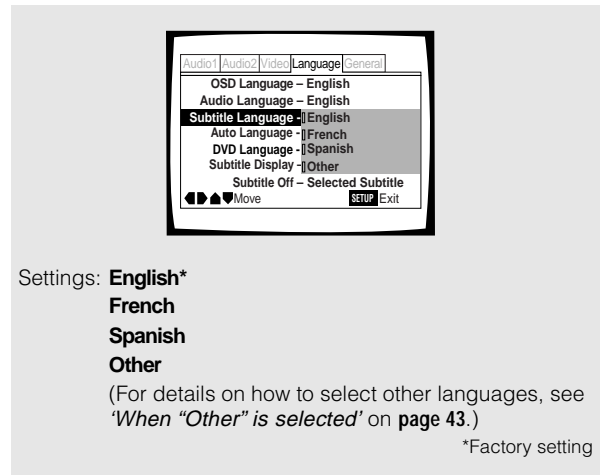 Audio1 Audio2 Video Language General
OSD Language – English
Audio Language – English
Subtitle Language - English
Auto Language - French
DVD Language - Spanish
Subtitle Display - Other
Subtitle Off – Selected Subtitle
Move SETUP Exit
Settings: English*
French
Spanish
Other
(For details on how to select other languages, see
‘When “Other” is selected’ on page 43.)
*Factory setting